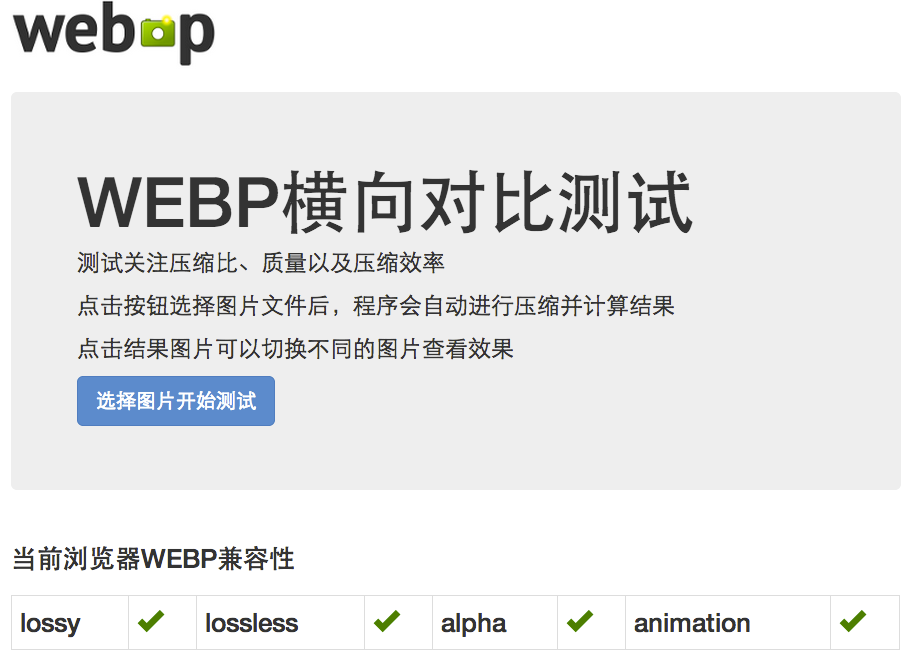 webp
WEBP横向对比测试
测试关注压缩比、质量以及压缩效率
点击按钮选择图片文件后，程序会自动进行压缩并计算结果
点击结果图片可以切换不同的图片查看效果
选择图片开始测试
当前浏览器WEBP兼容性
lossy lossless alpha animation